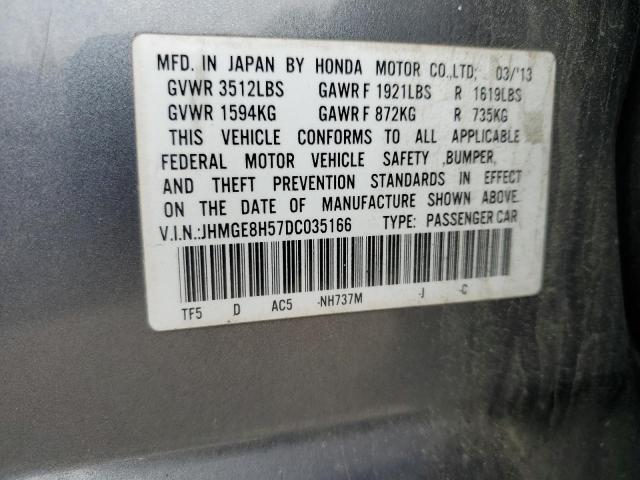 MFD. IN JAPAN BY HONDA MOTOR CO.,LTD; 03/'13
GVWR 3512LBS GAWR F 1921LBS R 1619LBS
GVWR 1594KG GAWR F 872KG R 735KG
THIS VEHICLE CONFORMS TO ALL APPLICABLE
FEDERAL MOTOR VEHICLE SAFETY ,BUMPER,
AND THEFT PREVENTION STANDARDS IN EFFECT
ON THE DATE OF MANUFACTURE SHOWN ABOVE.
V.I.N.:JHMGE8H57DC035166 TYPE: PASSENGER CAR
TF5 D AC5 -NH737M -J -C